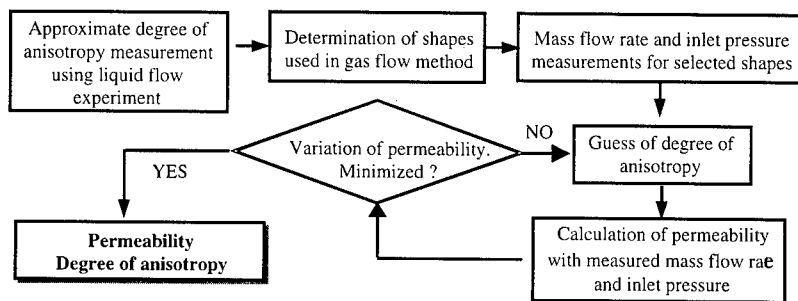 Approximate degree of
anisotropy measurement
using liquid flow
experiment
Determination of shapes
used in gas flow method
Mass flow rate and inlet pressure
measurements for selected shapes
Variation of permeability.
Minimized ?
NO
YES
Guess of degree of
anisotropy
Calculation of permeability
with measured mass flow rae
and inlet pressure
Permeability
Degree of anisotropy